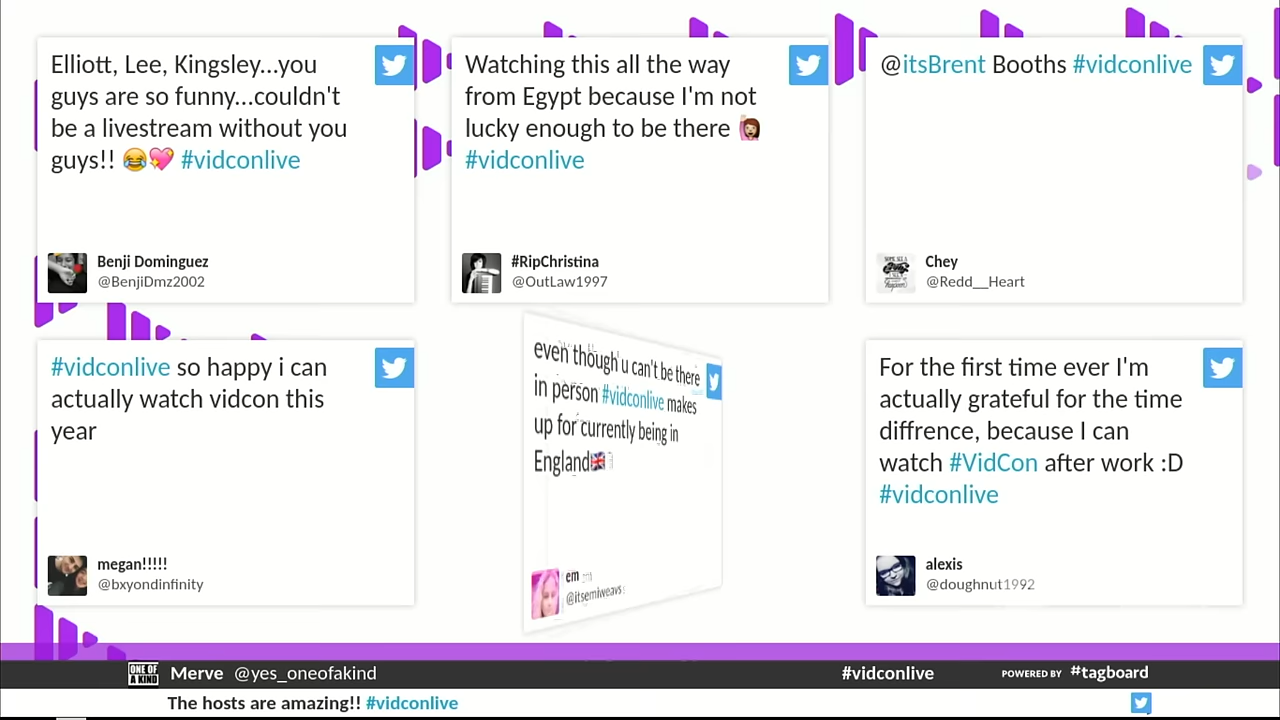 Elliott, Lee, Kingsley...you
guys are so funny...couldn't
be a livestream without you
guys!! 😂💖 #vidconlive
Benji Dominguez
@BenjiDmz2002
Watching this all the way
from Egypt because I'm not
lucky enough to be there 🙋🏽
#vidconlive
#RipChristina
@OutLaw1997
@itsBrent Booths #vidconlive
Chey
@Redd__Heart
#vidconlive so happy i can
actually watch vidcon this
year
megan!!!!!
@bxyondinfinity
even though u can't be there
in person #vidconlive makes
up for currently being in
England🇬🇧
em
@itsemiweavs
For the first time ever I'm
actually grateful for the time
diffrence, because I can
watch #VidCon after work :D
#vidconlive
alexis
@doughnut1992
ONE OF
A KIND
Merve @yes_oneofakind
#vidconlive
POWERED BY #tagboard
The hosts are amazing!! #vidconlive